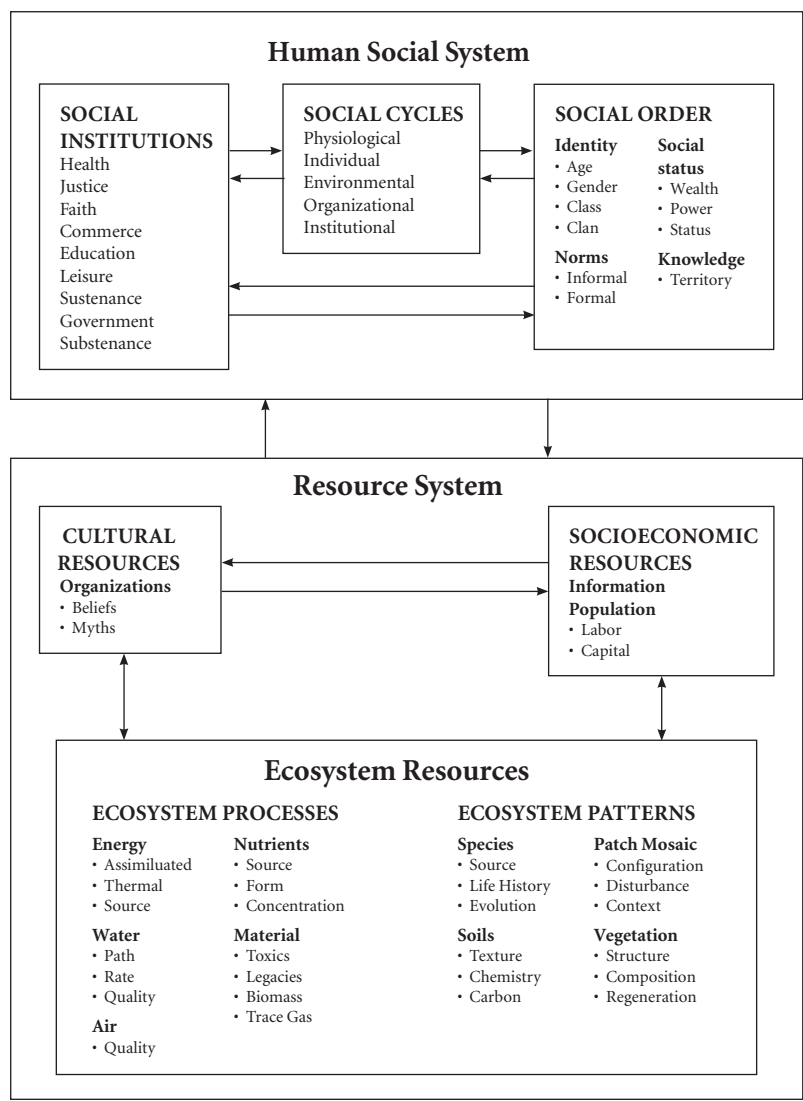 Human Social System
SOCIAL
INSTITUTIONS
Health
Justice
Faith
Commerce
Education
Leisure
Sustenance
Government
Substenance
SOCIAL CYCLES
Physiological
Individual
Environmental
Organizational
Institutional
SOCIAL ORDER
Identity
• Age
• Gender
• Class
• Clan
Norms
• Informal
• Formal
Social
status
• Wealth
• Power
• Status
Knowledge
• Territory
Resource System
CULTURAL
RESOURCES
Organizations
• Beliefs
• Myths
SOCIOECONOMIC
RESOURCES
Information
Population
• Labor
• Capital
Ecosystem Resources
ECOSYSTEM PROCESSES
Energy
• Assimiluated
• Thermal
• Source
Water
• Path
• Rate
• Quality
Air
• Quality
Nutrients
• Source
• Form
• Concentration
Material
• Toxics
• Legacies
• Biomass
• Trace Gas
ECOSYSTEM PATTERNS
Species
• Source
• Life History
• Evolution
Soils
• Texture
• Chemistry
• Carbon
Patch Mosaic
• Configuration
• Disturbance
• Context
Vegetation
• Structure
• Composition
• Regeneration